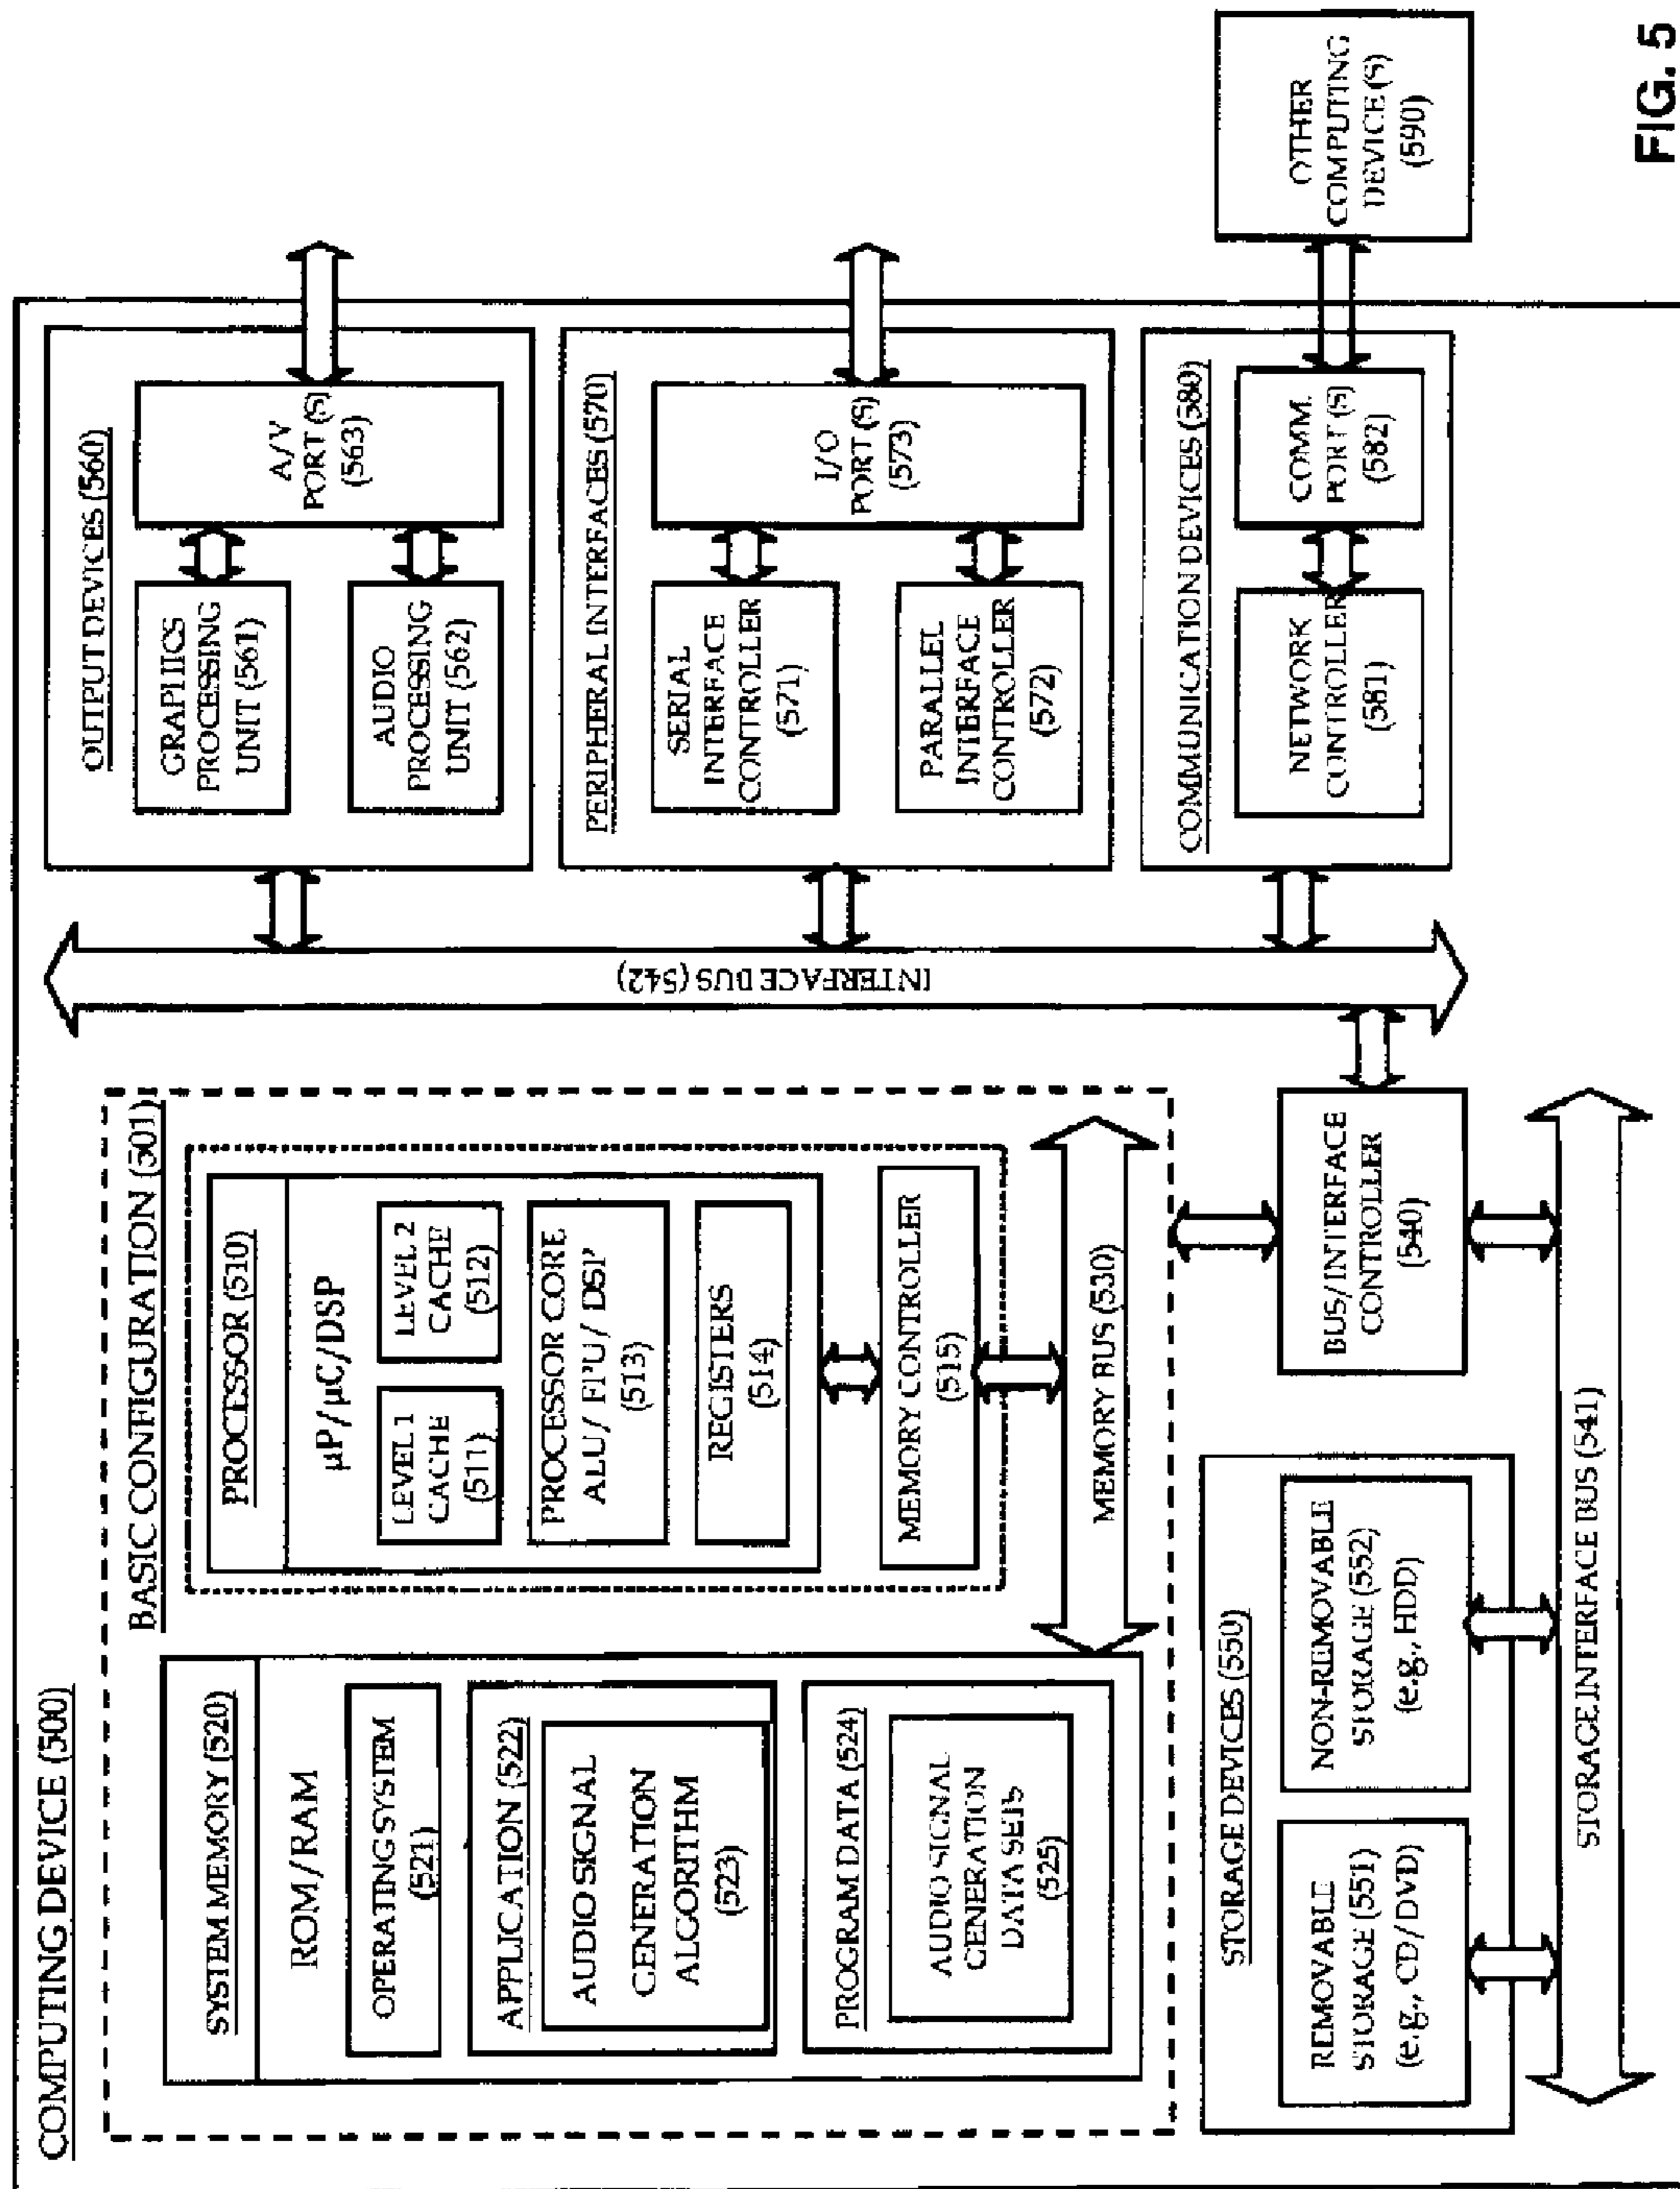 COMPUTING DEVICE (500)
BASIC CONFIGURATION (501)
SYSTEM MEMORY (520)
ROM/RAM
OPERATING SYSTEM
(521)
APPLICATION (522)
AUDIO SIGNAL
GENERATION
ALGORITHM
(523)
PROGRAM DATA (524)
AUDIO SIGNAL
GENERATION
DATA SETS
(525)
PROCESSOR (510)
µP/µC/DSP
LEVEL 1
CACHE
(511)
LEVEL 2
CACHE
(512)
PROCESSOR CORE
ALU/ FPU/ DSP
(513)
REGISTERS
(514)
MEMORY CONTROLLER
(515)
MEMORY BUS (530)
BUS/INTERFACE
CONTROLLER
(540)
STORAGE DEVICES (550)
REMOVABLE
STORAGE (551)
(e.g., CD/DVD)
NON-REMOVABLE
STORAGE (552)
(e.g., HDD)
STORAGE INTERFACE BUS (541)
INTERFACE BUS (542)
OUTPUT DEVICES (560)
GRAPHICS
PROCESSING
UNIT (561)
AUDIO
PROCESSING
UNIT (562)
A/V
PORT (S)
(563)
PERIPHERAL INTERFACES (570)
SERIAL
INTERFACE
CONTROLLER
(571)
PARALLEL
INTERFACE
CONTROLLER
(572)
I/O
PORT (S)
(573)
COMMUNICATION DEVICES (580)
NETWORK
CONTROLLER
(581)
COMM.
PORT (S)
(582)
OTHER
COMPUTING
DEVICE (S)
(590)
FIG. 5